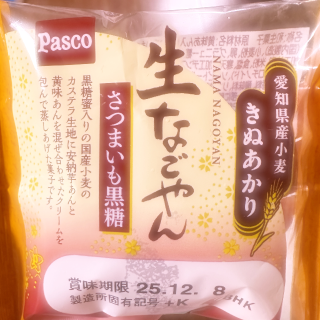 Pasco
愛知県産小麦
きぬあかり
NAMA NAGOYAN
生なごやん
さつまいも黒糖
黒糖蜜入りの国産小麦の
カステラ生地に安納芋あんと
黄味あんを混ぜ合わせたクリームを
包んで蒸しあげたお菓子です。
賞味期限 25.12. 8
製造所固有記号 +K